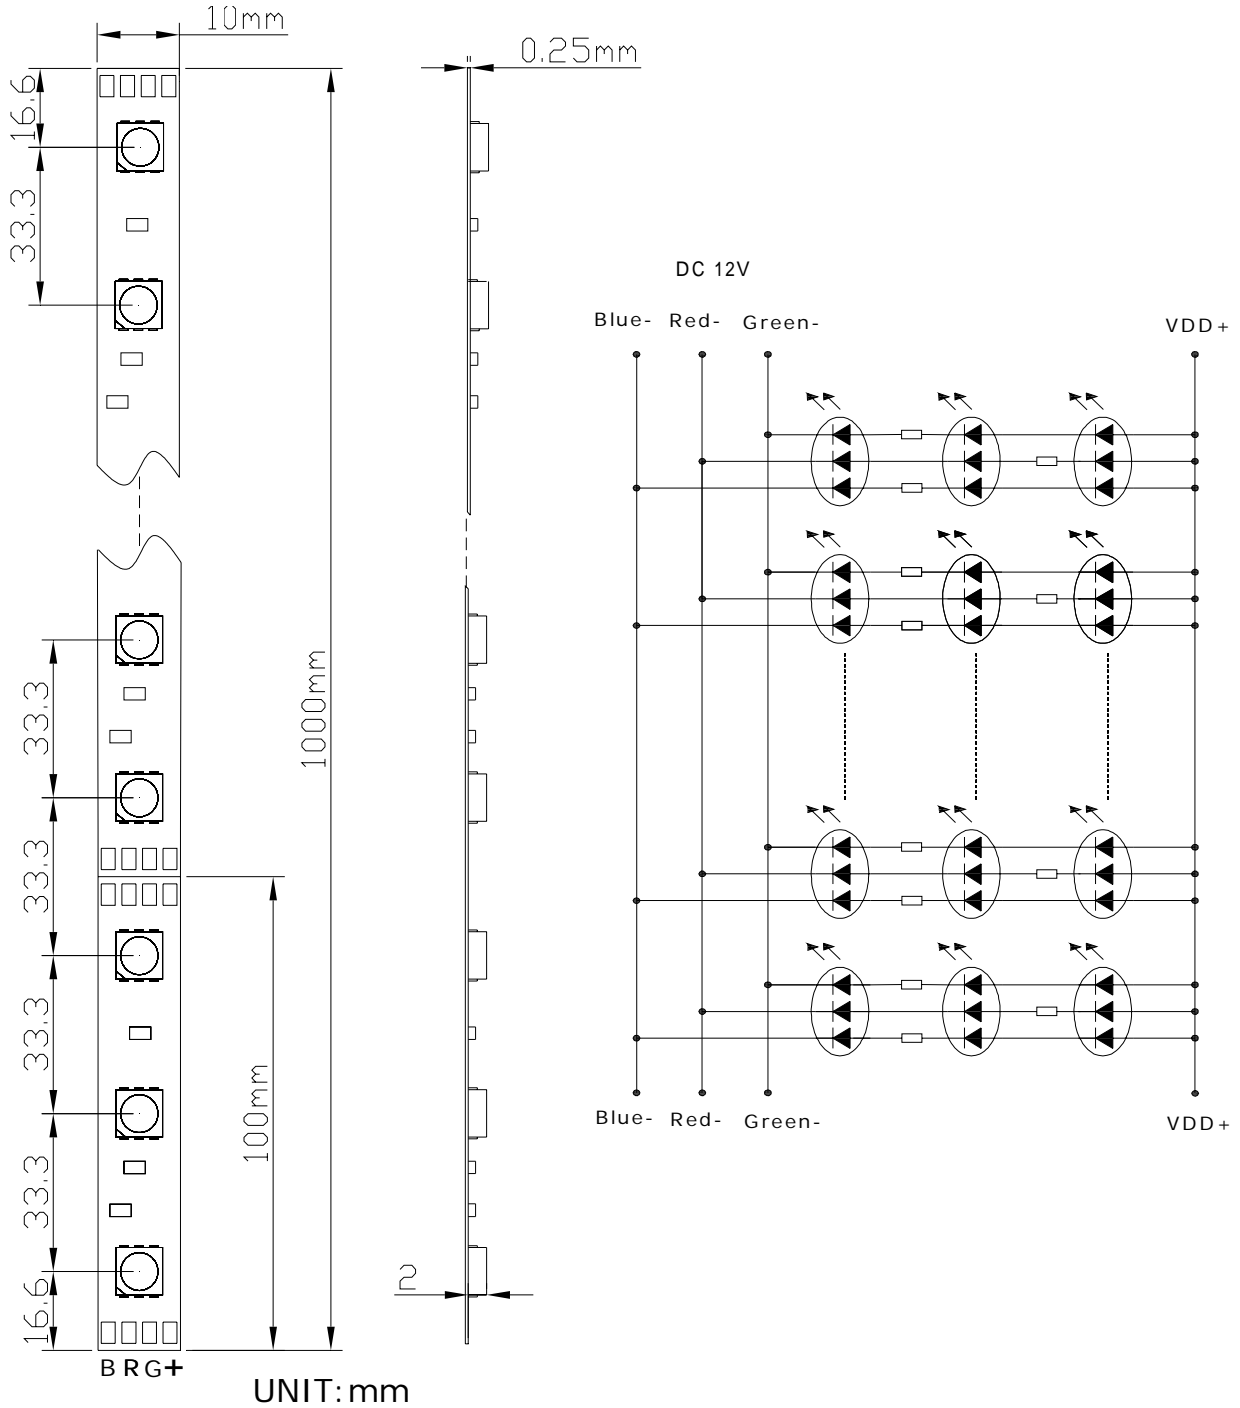 10mm
0.25mm
16.6
33.3
DC 12V
Blue- Red- Green- VDD+
33.3
1000mm
33.3
33.3
100mm
33.3
16.6
2
Blue- Red- Green- VDD+
B R G +
UNIT: mm